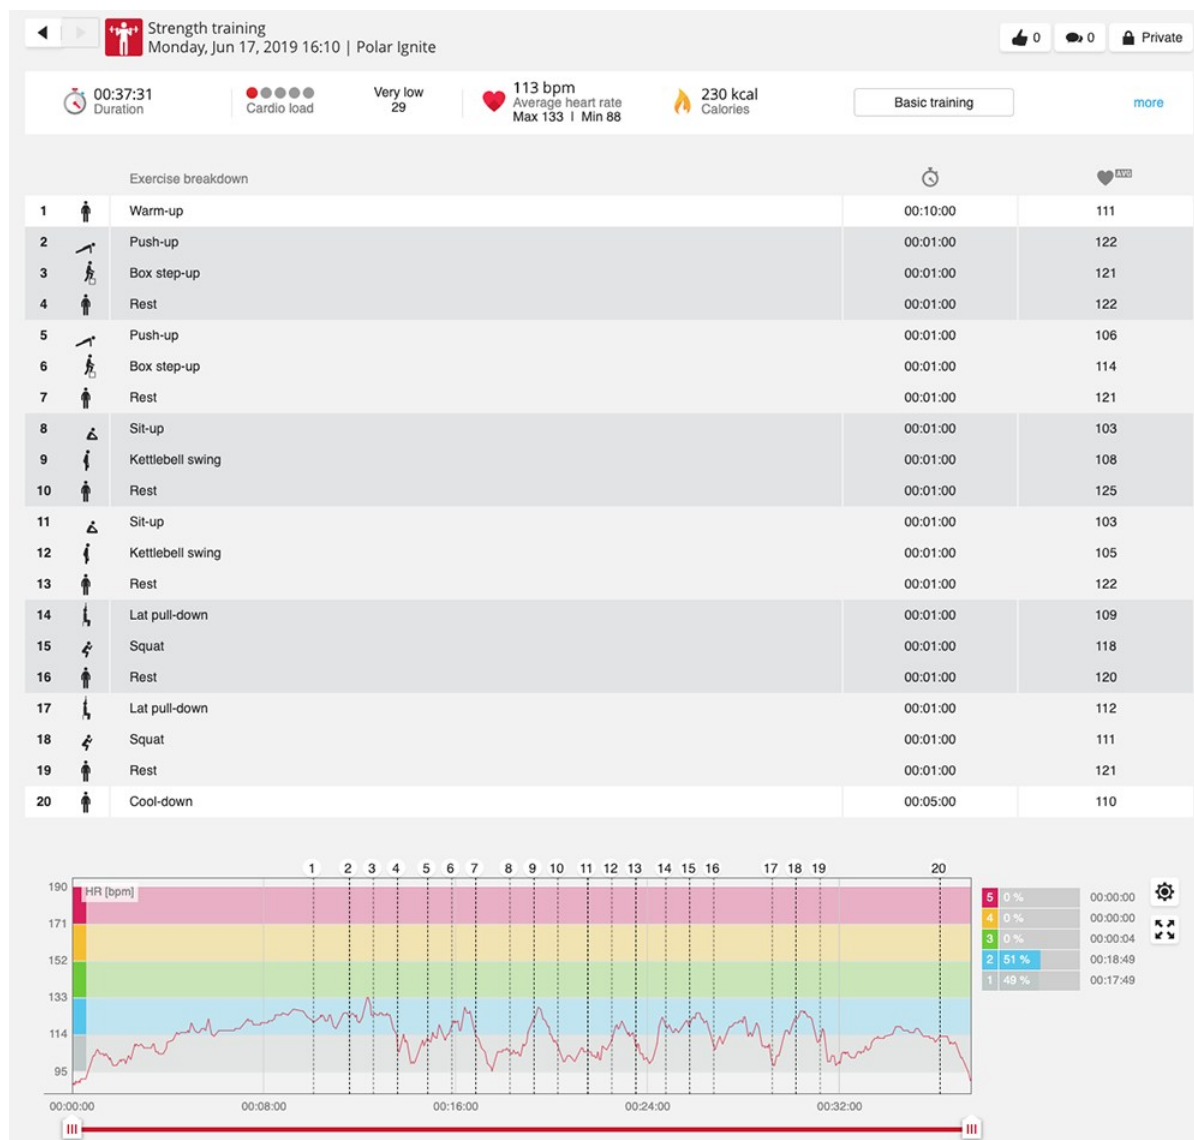 Strength training
Monday, Jun 17, 2019 16:10 | Polar Ignite
0
0
Private
00:37:31
Duration
Cardio load
Very low
29
113 bpm
Average heart rate
Max 133 | Min 88
230 kcal
Calories
Basic training
more
Exercise breakdown
AVG
1 Warm-up 00:10:00 111
2 Push-up 00:01:00 122
3 Box step-up 00:01:00 121
4 Rest 00:01:00 122
5 Push-up 00:01:00 106
6 Box step-up 00:01:00 114
7 Rest 00:01:00 121
8 Sit-up 00:01:00 103
9 Kettlebell swing 00:01:00 108
10 Rest 00:01:00 125
11 Sit-up 00:01:00 103
12 Kettlebell swing 00:01:00 105
13 Rest 00:01:00 122
14 Lat pull-down 00:01:00 109
15 Squat 00:01:00 118
16 Rest 00:01:00 120
17 Lat pull-down 00:01:00 112
18 Squat 00:01:00 111
19 Rest 00:01:00 121
20 Cool-down 00:05:00 110
1 2 3 4 5 6 7 8 9 10 11 12 13 14 15 16 17 18 19 20
190
HR [bpm]
171
152
133
114
95
5 0 % 00:00:00
4 0 % 00:00:00
3 0 % 00:00:04
2 51 % 00:18:49
1 49 % 00:17:49
00:00:00 00:08:00 00:16:00 00:24:00 00:32:00